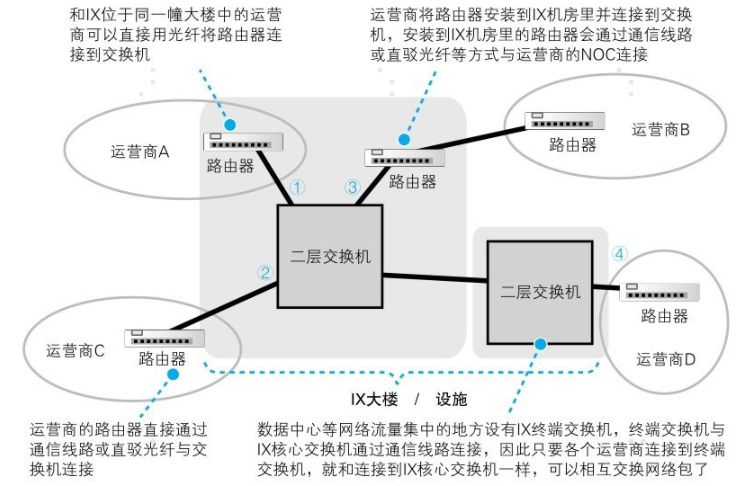 和IX位于同一幢大楼中的运营
商可以直接用光纤将路由器连
接到交换机
运营商将路由器安装到IX机房里并连接到交换
机，安装到IX机房里的路由器会通过通信线路
或直驳光纤等方式与运营商的NOC连接
运营商A
路由器
路由器
路由器
运营商B
①
③
二层交换机
②
④
二层交换机
路由器
运营商D
运营商C
路由器
IX大楼 / 设施
运营商的路由器直接通过
通信线路或直驳光纤与交
换机连接
数据中心等网络流量集中的地方设有IX终端交换机，终端交换机与
IX核心交换机通过通信线路连接，因此只要各个运营商连接到终端
交换机，就和连接到IX核心交换机一样，可以相互交换网络包了